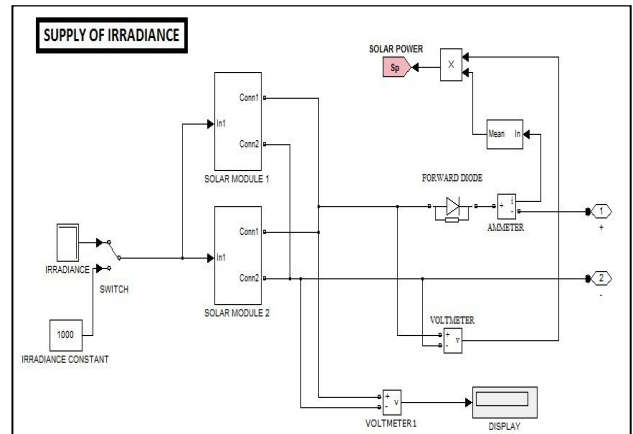 SUPPLY OF IRRADIANCE
SOLAR POWER
Sp
X
Conn1
In1
Conn2
SOLAR MODULE 1
Mean In
FORWARD DIODE
+ i
-
AMMETER
1
+
Conn1
In1
Conn2
SOLAR MODULE 2
IRRADIANCE
SWITCH
2
-
VOLTMETER
+
- v
1000
IRRADIANCE CONSTANT
+
- v
VOLTMETER1
DISPLAY